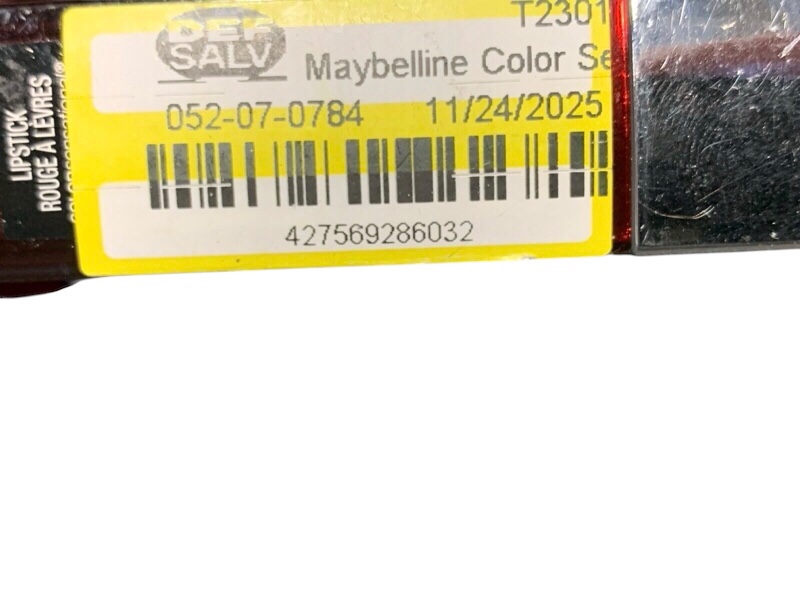 T2301
DEF
SALV
Maybelline Color Se
052-07-0784 11/24/2025
427569286032
LIPSTICK
ROUGE À LÈVRES